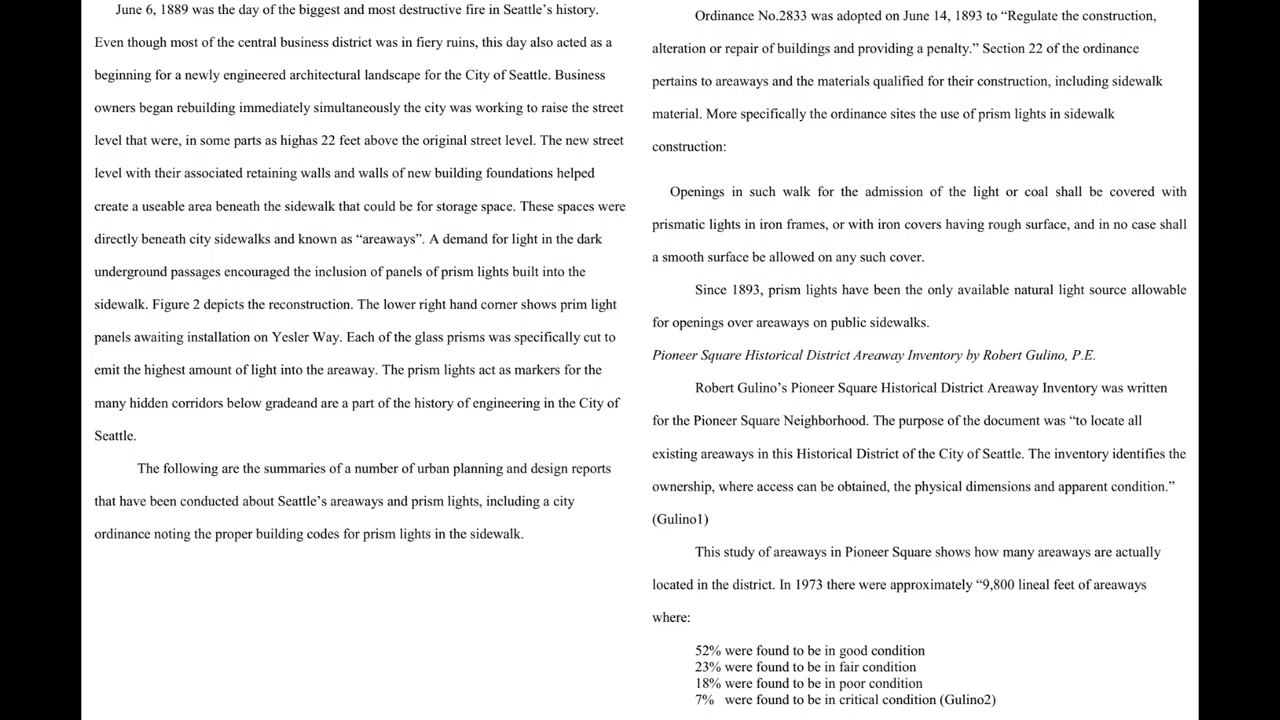 June 6, 1889 was the day of the biggest and most destructive fire in Seattle's history.
Even though most of the central business district was in fiery ruins, this day also acted as a
beginning for a newly engineered architectural landscape for the City of Seattle. Business
owners began rebuilding immediately simultaneously the city was working to raise the street
level that were, in some parts as highas 22 feet above the original street level. The new street
level with their associated retaining walls and walls of new building foundations helped
create a useable area beneath the sidewalk that could be for storage space. These spaces were
directly beneath city sidewalks and known as “areaways”. A demand for light in the dark
underground passages encouraged the inclusion of panels of prism lights built into the
sidewalk. Figure 2 depicts the reconstruction. The lower right hand corner shows prim light
panels awaiting installation on Yesler Way. Each of the glass prisms was specifically cut to
emit the highest amount of light into the areaway. The prism lights act as markers for the
many hidden corridors below gradeand are a part of the history of engineering in the City of
Seattle.
The following are the summaries of a number of urban planning and design reports
that have been conducted about Seattle's areaways and prism lights, including a city
ordinance noting the proper building codes for prism lights in the sidewalk.
Ordinance No.2833 was adopted on June 14, 1893 to “Regulate the construction,
alteration or repair of buildings and providing a penalty.” Section 22 of the ordinance
pertains to areaways and the materials qualified for their construction, including sidewalk
material. More specifically the ordinance sites the use of prism lights in sidewalk
construction:
Openings in such walk for the admission of the light or coal shall be covered with
prismatic lights in iron frames, or with iron covers having rough surface, and in no case shall
a smooth surface be allowed on any such cover.
Since 1893, prism lights have been the only available natural light source allowable
for openings over areaways on public sidewalks.
Pioneer Square Historical District Areaway Inventory by Robert Gulino, P.E.
Robert Gulino's Pioneer Square Historical District Areaway Inventory was written
for the Pioneer Square Neighborhood. The purpose of the document was “to locate all
existing areaways in this Historical District of the City of Seattle. The inventory identifies the
ownership, where access can be obtained, the physical dimensions and apparent condition.”
(Gulino1)
This study of areaways in Pioneer Square shows how many areaways are actually
located in the district. In 1973 there were approximately “9,800 lineal feet of areaways
where:
52% were found to be in good condition
23% were found to be in fair condition
18% were found to be in poor condition
7% were found to be in critical condition (Gulino2)